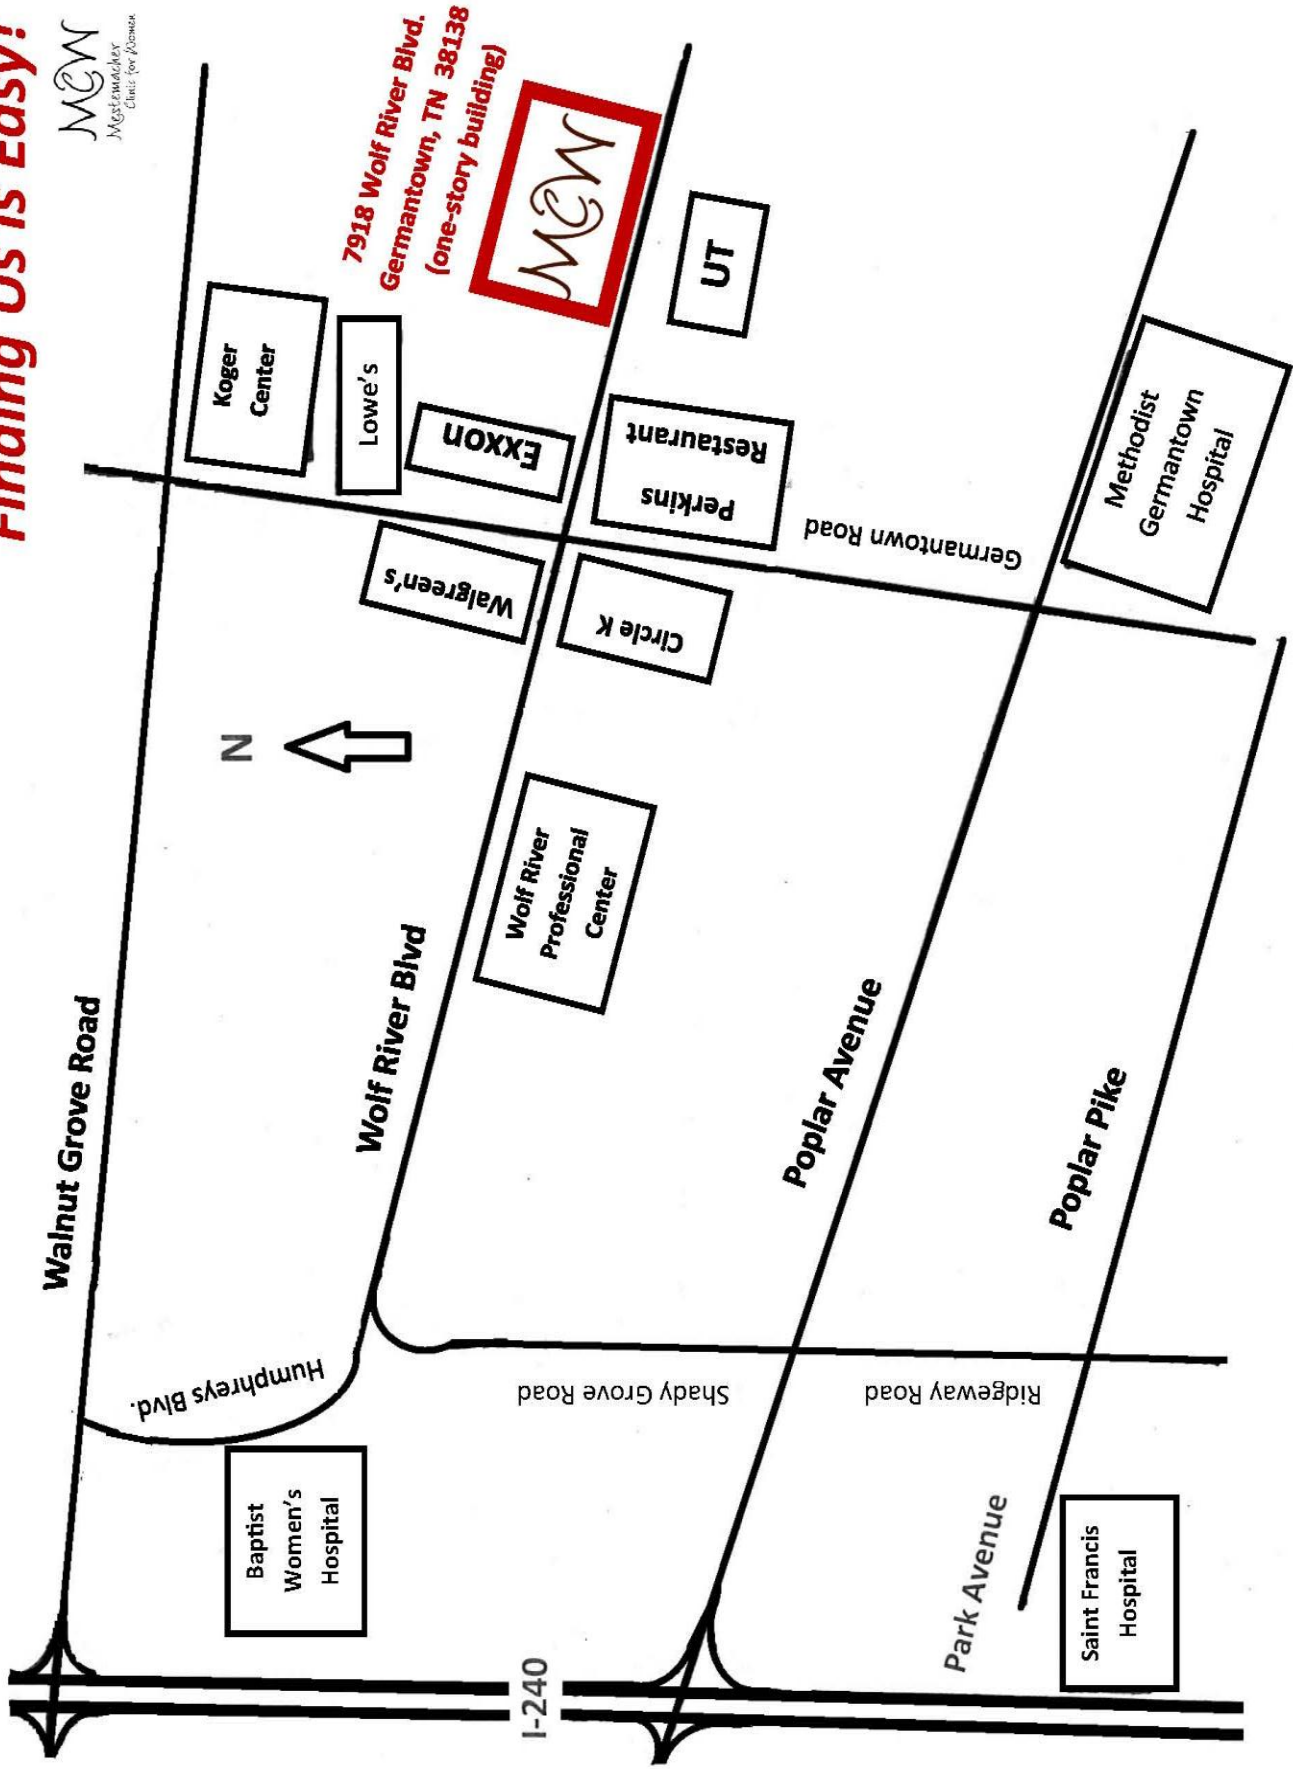 Finding Us Is Easy!
MCW
Mestemacher
Clinic for Women
Walnut Grove Road
Koger
Center
Lowe's
7918 Wolf River Blvd.
Germantown, TN 38138
(one-story building)
MCW
N
Humphreys Blvd.
Walgreen's
Exxon
Wolf River Blvd
Baptist
Women's
Hospital
Circle K
Perkins
Restaurant
UT
Wolf River
Professional
Center
I-240
Shady Grove Road
Germantown Road
Poplar Avenue
Ridgeway Road
Methodist
Germantown
Hospital
Park Avenue
Poplar Pike
Saint Francis
Hospital